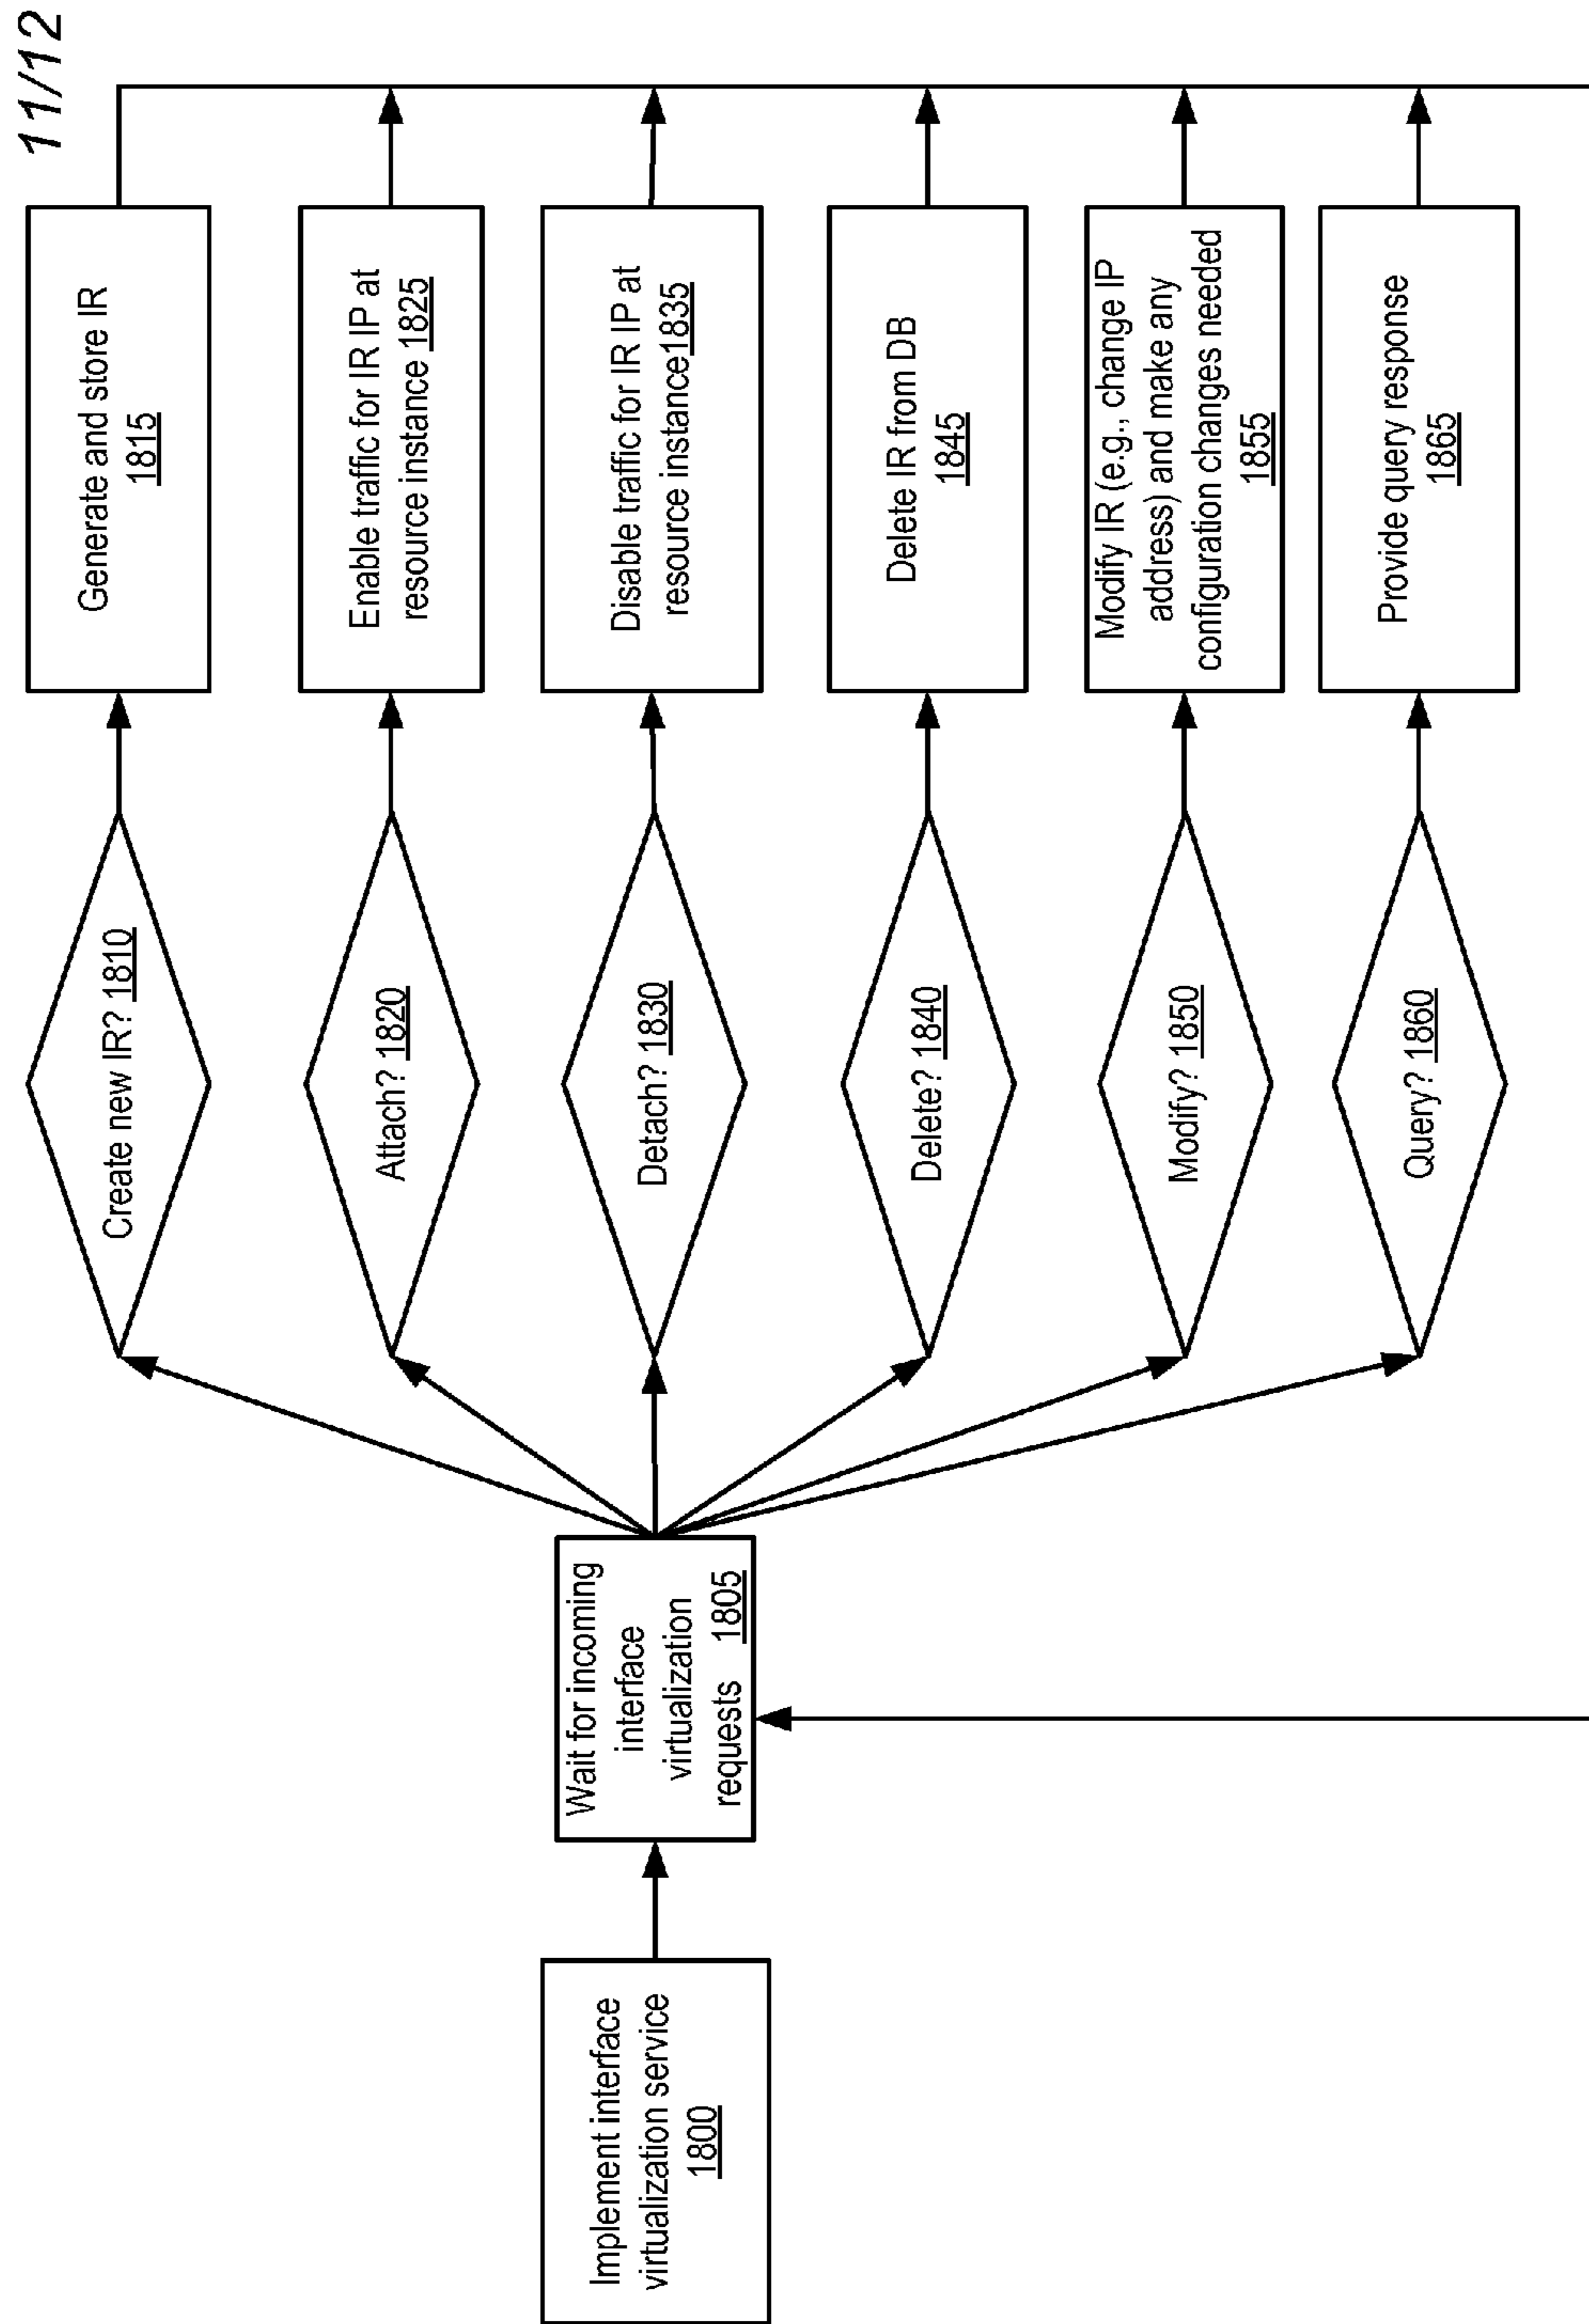 11/12
Implement interface
virtualization service
1800
Wait for incoming
interface
virtualization
requests 1805
Create new IR? 1810
Generate and store IR
1815
Attach? 1820
Enable traffic for IR IP at
resource instance 1825
Detach? 1830
Disable traffic for IR IP at
resource instance1835
Delete? 1840
Delete IR from DB
1845
Modify? 1850
Modify IR (e.g., change IP
address) and make any
configuration changes needed
1855
Query? 1860
Provide query response
1865